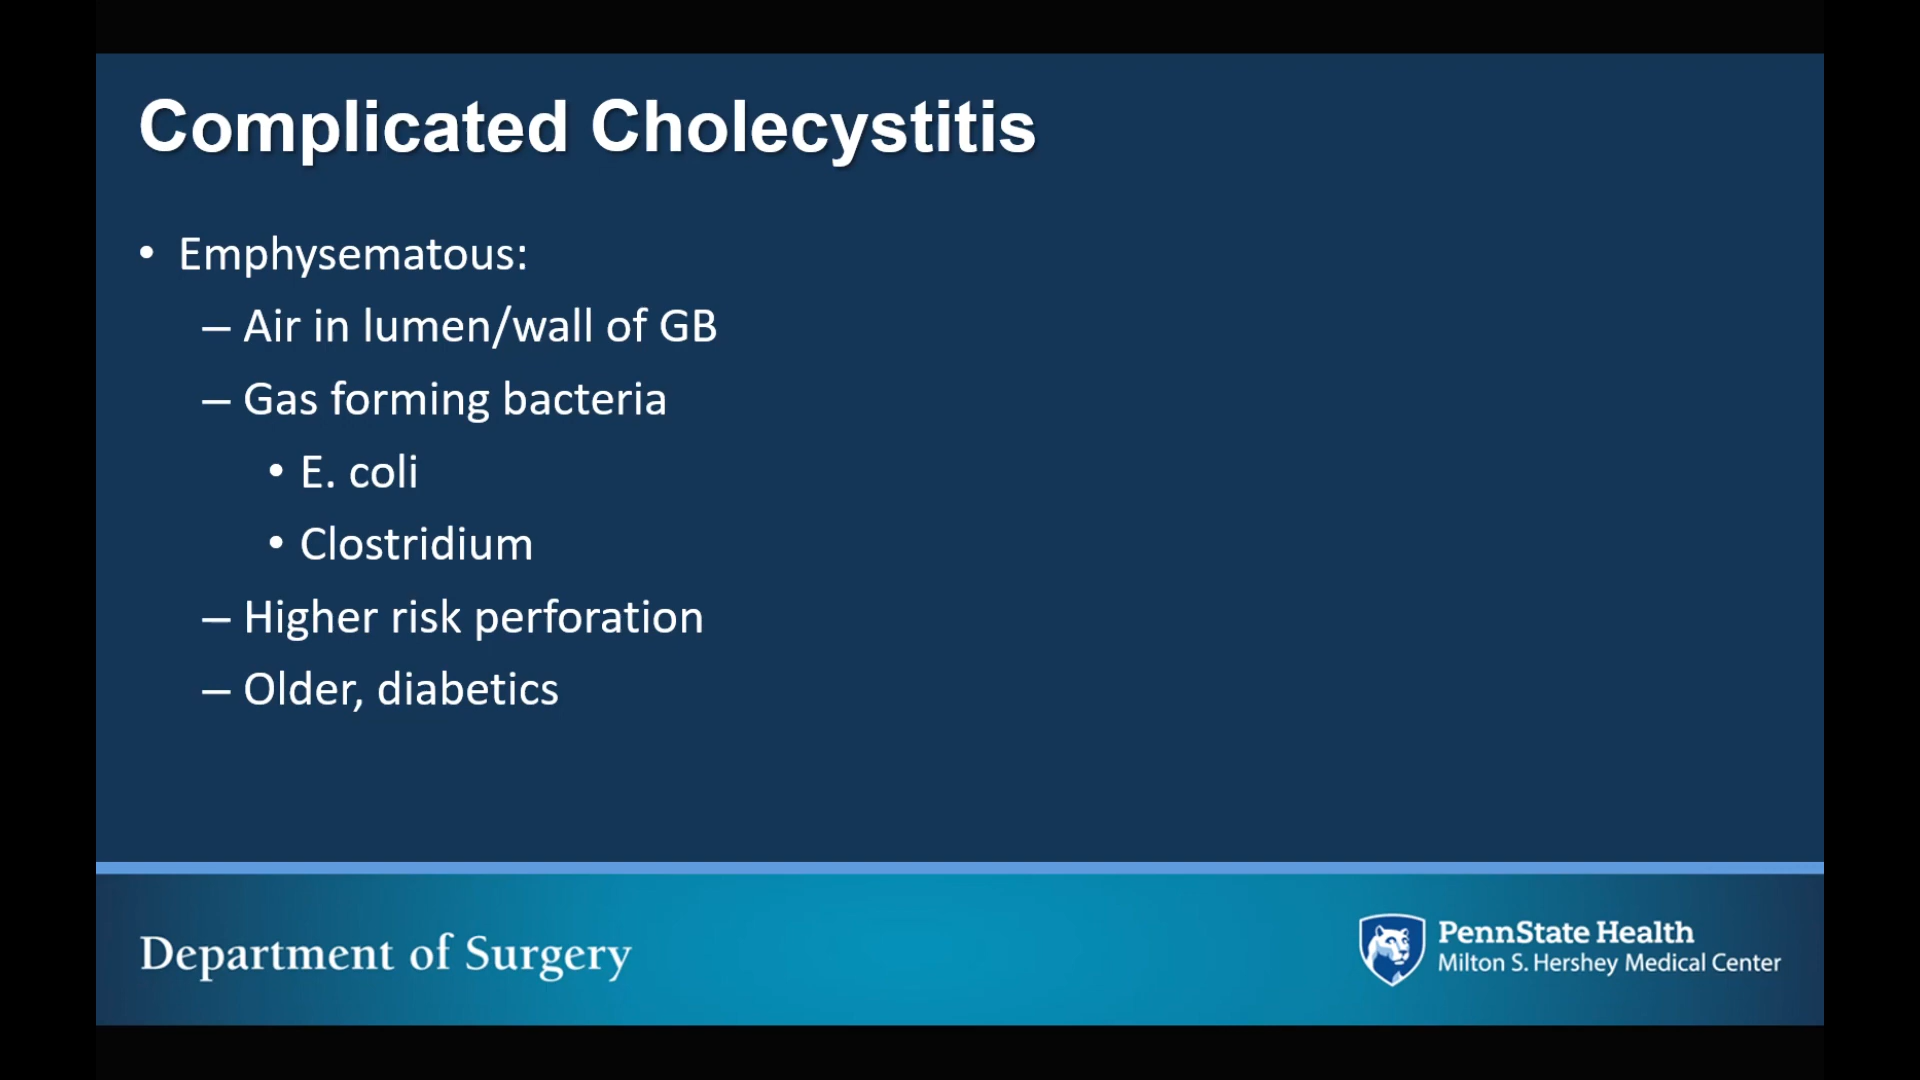 Complicated Cholecystitis
• Emphysematous:
– Air in lumen/wall of GB
– Gas forming bacteria
• E. coli
• Clostridium
– Higher risk perforation
– Older, diabetics
Department of Surgery
PennState Health
Milton S. Hershey Medical Center